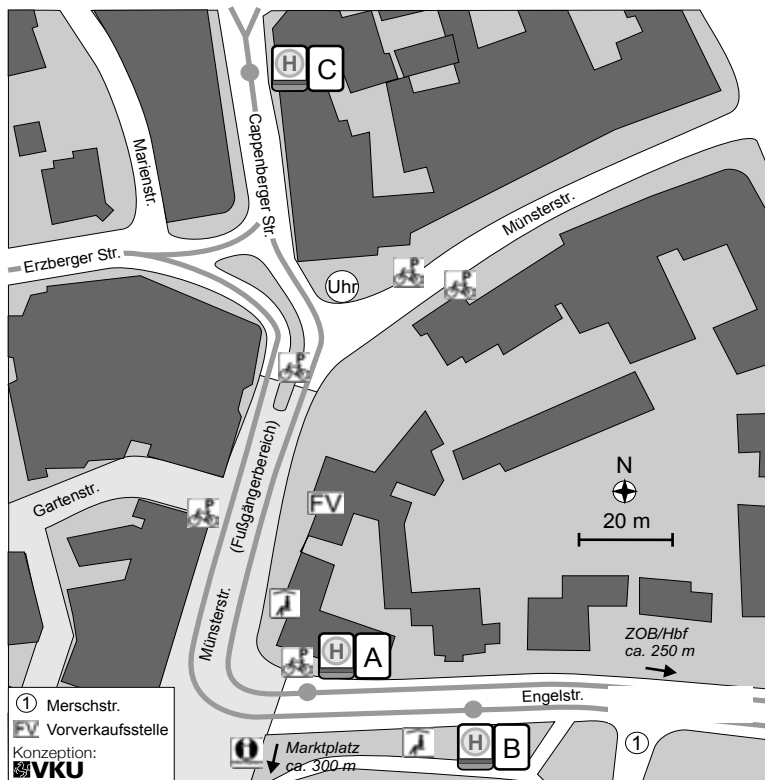 H C
Cappenberger Str.
Marienstr.
Münsterstr.
Erzberger Str.
P
P
Uhr
P
(Fußgängerbereich)
Gartenstr.
N
FV
P
20 m
Münsterstr.
ZOB/Hbf
ca. 250 m
H A
P
Engelstr.
1 Merschstr.
FV Vorverkaufsstelle
Konzeption:
VKU
i
Marktplatz
ca. 300 m
H B
1